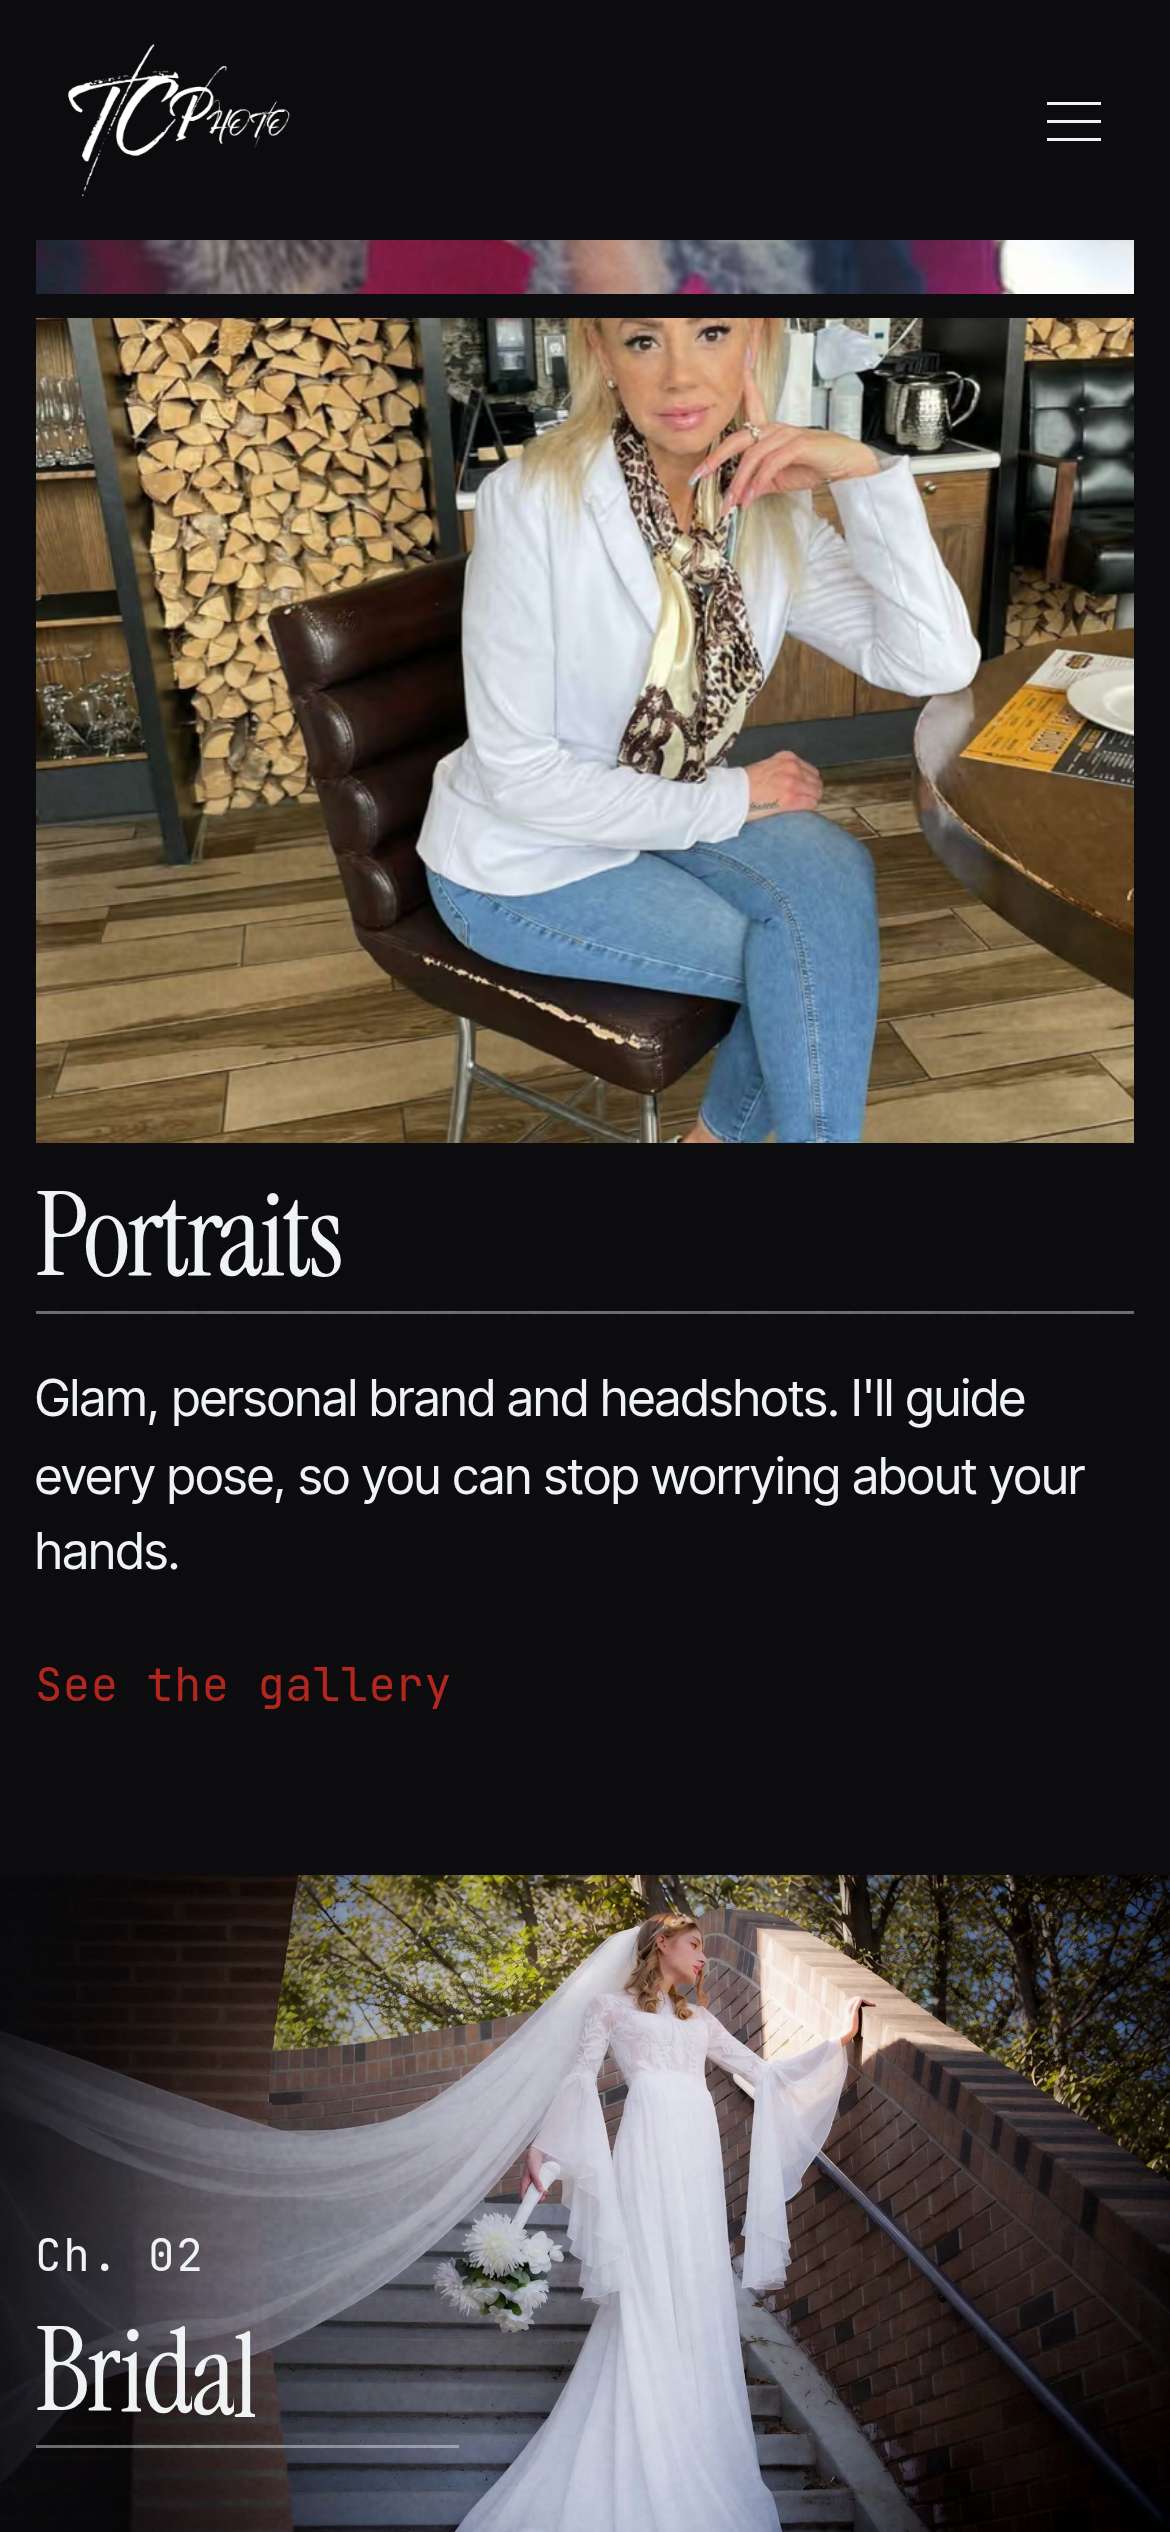 TCPHOTO
Portraits
Glam, personal brand and headshots. I'll guide
every pose, so you can stop worrying about your
hands.
See the gallery
Ch. 02
Bridal